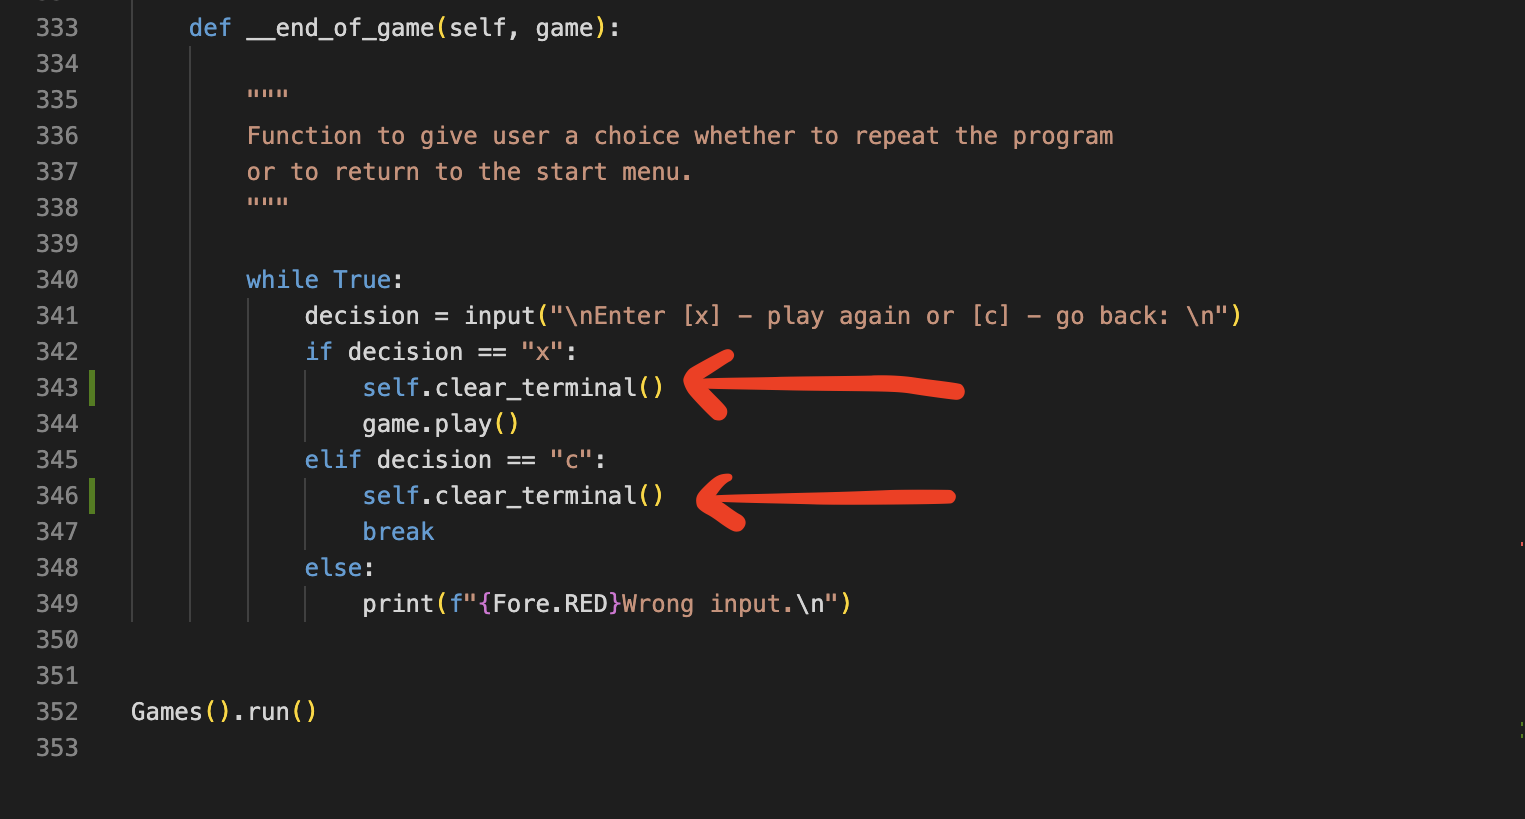 333 def __end_of_game(self, game):
334
335 """
336 Function to give user a choice whether to repeat the program
337 or to return to the start menu.
338 """
339
340 while True:
341 decision = input("\nEnter [x] – play again or [c] – go back: \n")
342 if decision == "x":
343 self.clear_terminal()
344 game.play()
345 elif decision == "c":
346 self.clear_terminal()
347 break
348 else:
349 print(f"{Fore.RED}Wrong input.\n")
350
351
352 Games().run()
353